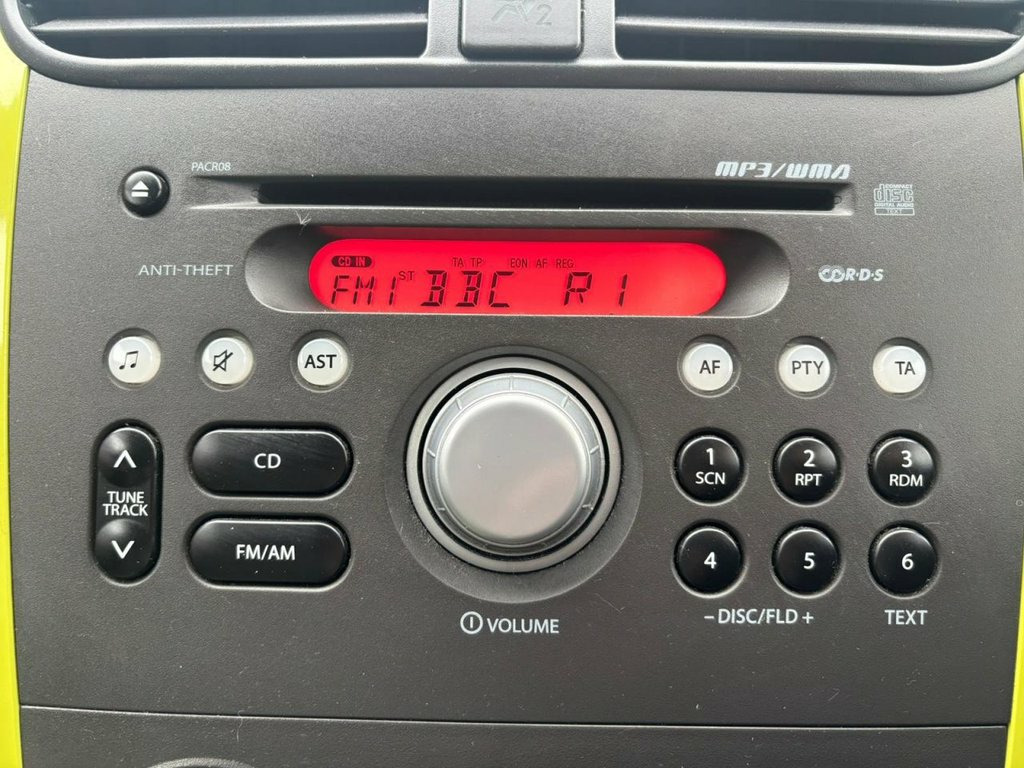 PACR08
MP3/WMA
COMPACT
disc
DIGITAL AUDIO
TEXT
ANTI-THEFT
CD IN
TA TP EON AF REG
FM1 ST BBC R1
R·D·S
AST
AF
PTY
TA
TUNE
TRACK
CD
FM/AM
1
SCN
2
RPT
3
RDM
4
5
6
VOLUME
– DISC/FLD +
TEXT